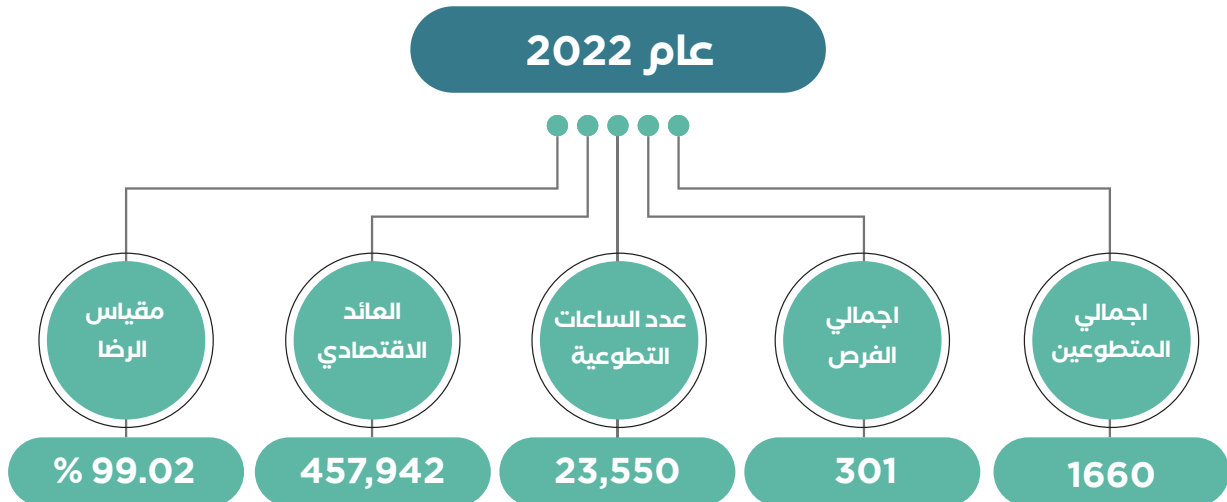 عام 2022
اجمالي
المتطوعين
1660
اجمالي
الفرص
301
عدد الساعات
التطوعية
23,550
العائد
الاقتصادي
457,942
مقياس
الرضا
% 99.02